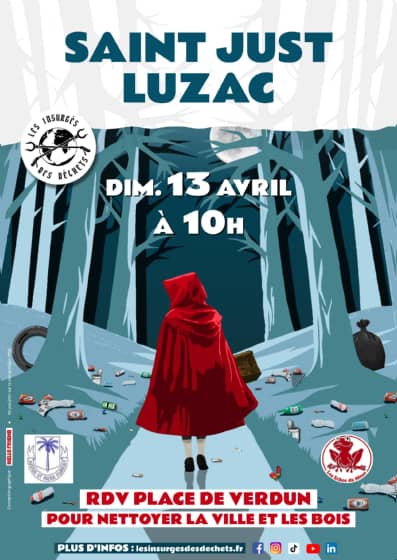 SAINT JUST
LUZAC
LES INSURGÉS
DES DÉCHETS
DIM. 13 AVRIL
À 10H
RDV PLACE DE VERDUN
POUR NETTOYER LA VILLE ET LES BOIS
PLUS D'INFOS : lesinsurgesdesdechets.fr